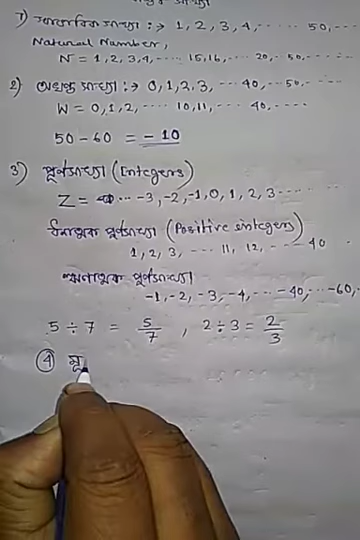 1) স্বাভাবিক সংখ্যা :→ 1, 2, 3, 4, ...... 50, .....
Natural Number,
N = 1, 2, 3, 4, .... 15, 16, .... 20, .. 50, ......
2) অখণ্ড সংখ্যা :→ 0, 1, 2, 3, .... 40, .. 50, ....
W = 0, 1, 2, .... 10, 11, .... 40, ....
50 - 60 = - 10
3) পূর্ণসংখ্যা (Integers)
Z = ... -3, -2, -1, 0, 1, 2, 3 ......
ধনাত্মক পূর্ণসংখ্যা (Positive integers)
1, 2, 3, .... 11, 12, .... 40
ঋণাত্মক পূর্ণসংখ্যা
-1, -2, -3, -4, ... -40, ... -60, .
5 ÷ 7 = 5/7 , 2 ÷ 3 = 2/3
4 মূ